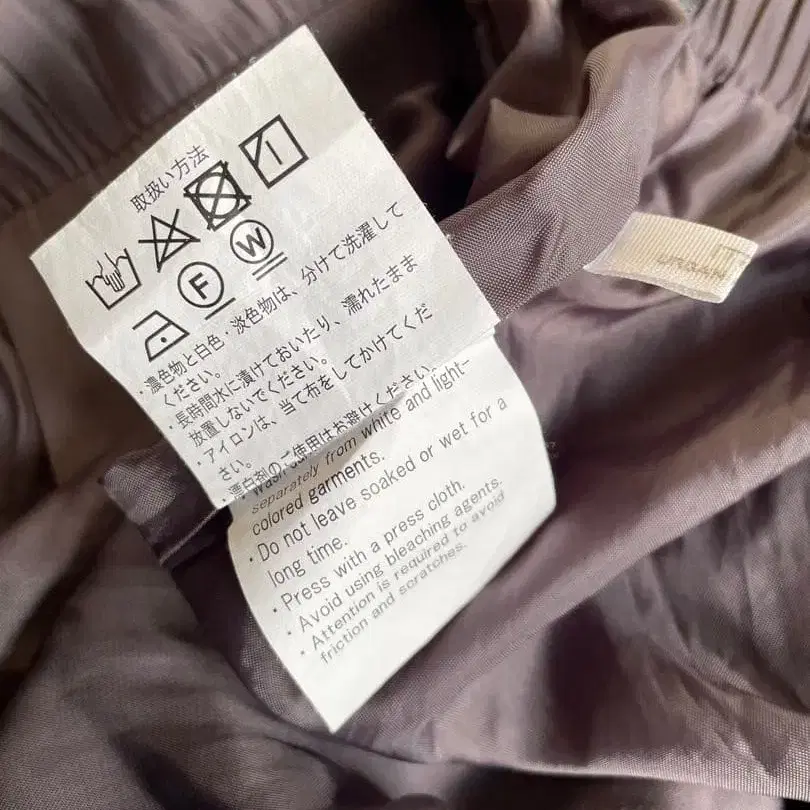 取扱い方法
F
W
・濃色物と白色・淡色物は、分けて洗濯して
ください。
・長時間水に漬けておいたり、濡れたまま
放置しないでください。
・アイロンは、当て布をしてかけてくだ
さい。
・漂白剤のご使用はお避けください。
separately from white and light-
colored garments.
・Do not leave soaked or wet for a
long time.
・Press with a press cloth.
・Avoid using bleaching agents.
・Attention is required to avoid
friction and scratches.
URBAN